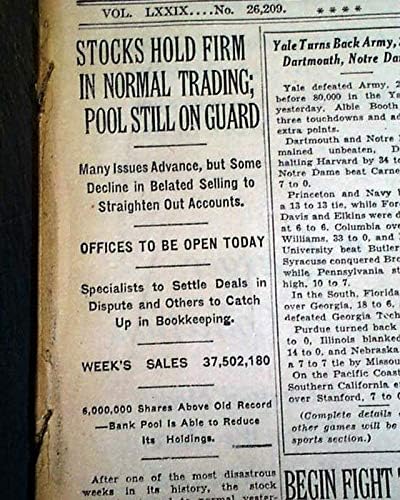 VOL. LXXIX....No. 26,209.
* * * *
STOCKS HOLD FIRM
IN NORMAL TRADING;
POOL STILL ON GUARD
Many Issues Advance, but Some
Decline in Belated Selling to
Straighten Out Accounts.
OFFICES TO BE OPEN TODAY
Specialists to Settle Deals in
Dispute and Others to Catch
Up in Bookkeeping.
WEEK'S SALES 37,502,180
6,000,000 Shares Above Old Record
—Bank Pool Is Able to Reduce
Its Holdings.
After one of the most disastrous
weeks in its history, the stock
Yale Turns Back Army,
Dartmouth, Notre
Yale defeated Army, 2
before 80,000 in the
yesterday. Albie Booth
three touchdowns and
extra points.
Dartmouth and Notre
mained unbeaten,
halting Harvard by 34
Notre Dame beat
7 to 0.
Princeton and Navy
a 13 to 13 tie, while
Davis and Elkins were
at 6 to 6. Columbia
Williams, 33 to 0, and
University beat Butler
Syracuse conquered
while Pennsylvania
high, 10 to 7.
In the South, Florida
over Georgia, 18 to 6,
defeated Georgia
Purdue turned back
to 0, Illinois blanked
14 to 0, and Nebraska
a 7 to 7 tie by
On the Pacific Coast
Southern California
over Stanford, 7 to
(Complete details
other games will be
sports section.)
BEGIN FIGHT